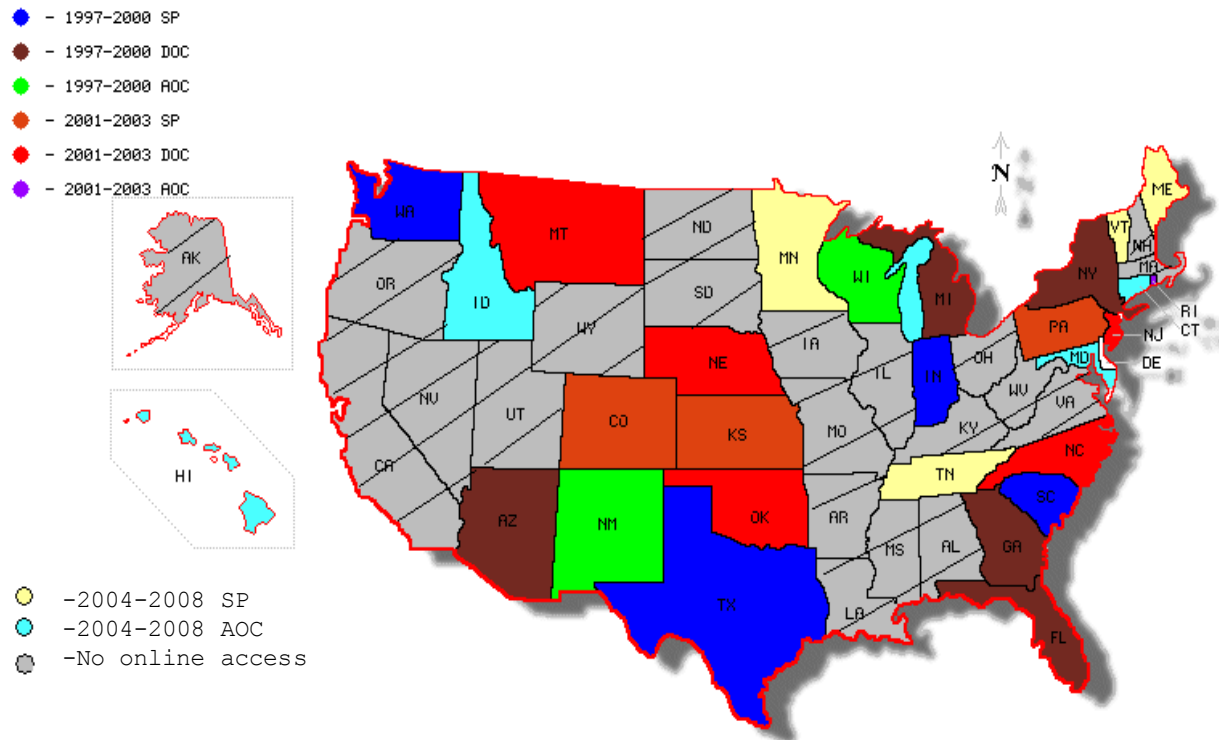 - 1997-2000 SP
- 1997-2000 DOC
- 1997-2000 AOC
- 2001-2003 SP
- 2001-2003 DOC
- 2001-2003 AOC
N
ME
WA
VT
MT
ND
NH
MN
AK
MA
OR
WI
NY
ID
SD
MI
RI
WY
PA
CT
NJ
IA
MD
DE
NE
OH
IL
IN
WV
NV
UT
VA
CO
KS
MO
KY
NC
CA
HI
TN
SC
AZ
NM
OK
AR
MS
AL
GA
TX
LA
FL
-2004-2008 SP
-2004-2008 AOC
-No online access